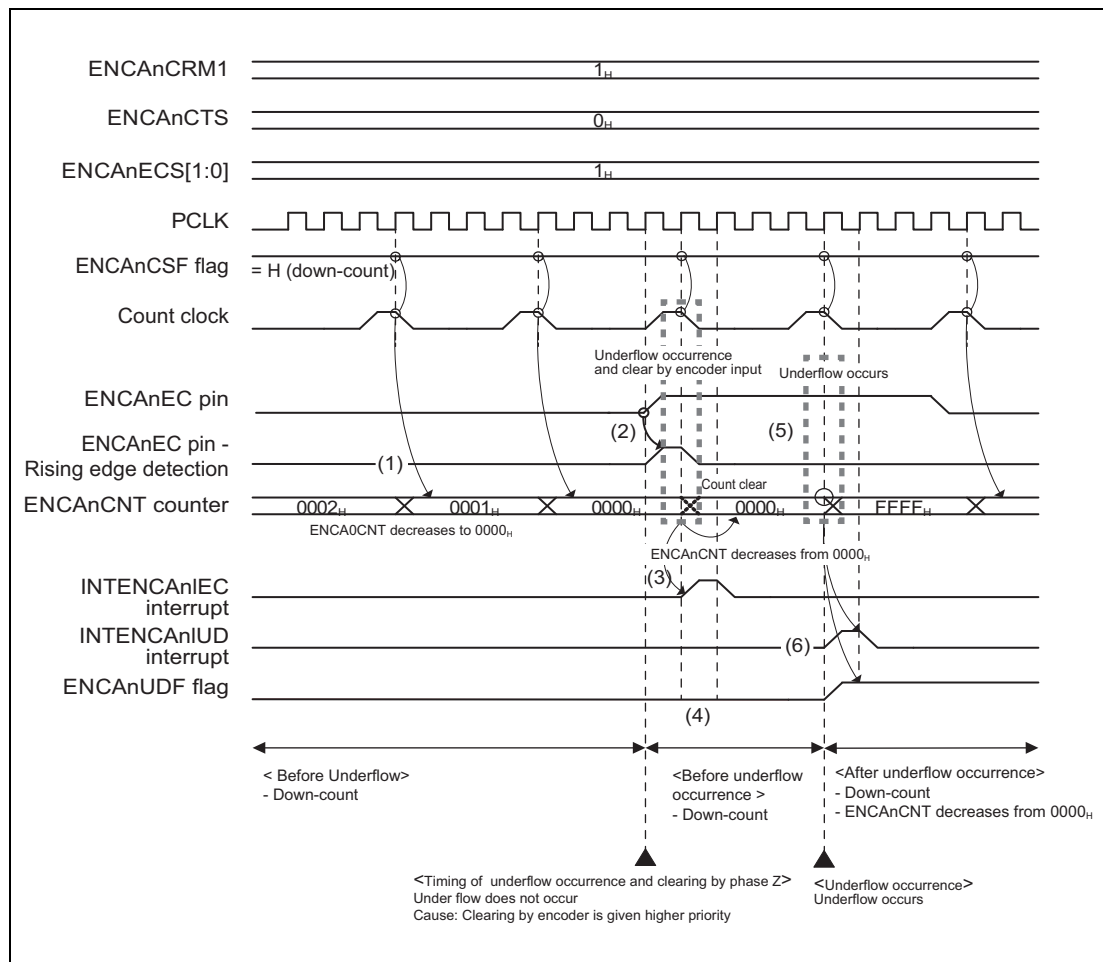 ENCAnCRM1
1H
ENCAnCTS
0H
ENCAnECS[1:0]
1H
PCLK
ENCAnCSF flag
= H (down-count)
Count clock
Underflow occurrence
and clear by encoder input
Underflow occurs
ENCAnEC pin
(2)
(5)
ENCAnEC pin -
Rising edge detection
(1)
Count clear
ENCAnCNT counter
0002H
0001H
0000H
0000H
FFFFH
ENCA0CNT decreases to 0000H
ENCAnCNT decreases from 0000H
(3)
INTENCAnIEC
interrupt
INTENCAnIUD
interrupt
(6)
ENCAnUDF flag
(4)
< Before Underflow>
- Down-count
<Before underflow
occurrence >
- Down-count
<After underflow occurrence>
- Down-count
- ENCAnCNT decreases from 0000H
<Timing of underflow occurrence and clearing by phase Z>
Under flow does not occur
Cause: Clearing by encoder is given higher priority
<Underflow occurrence>
Underflow occurs